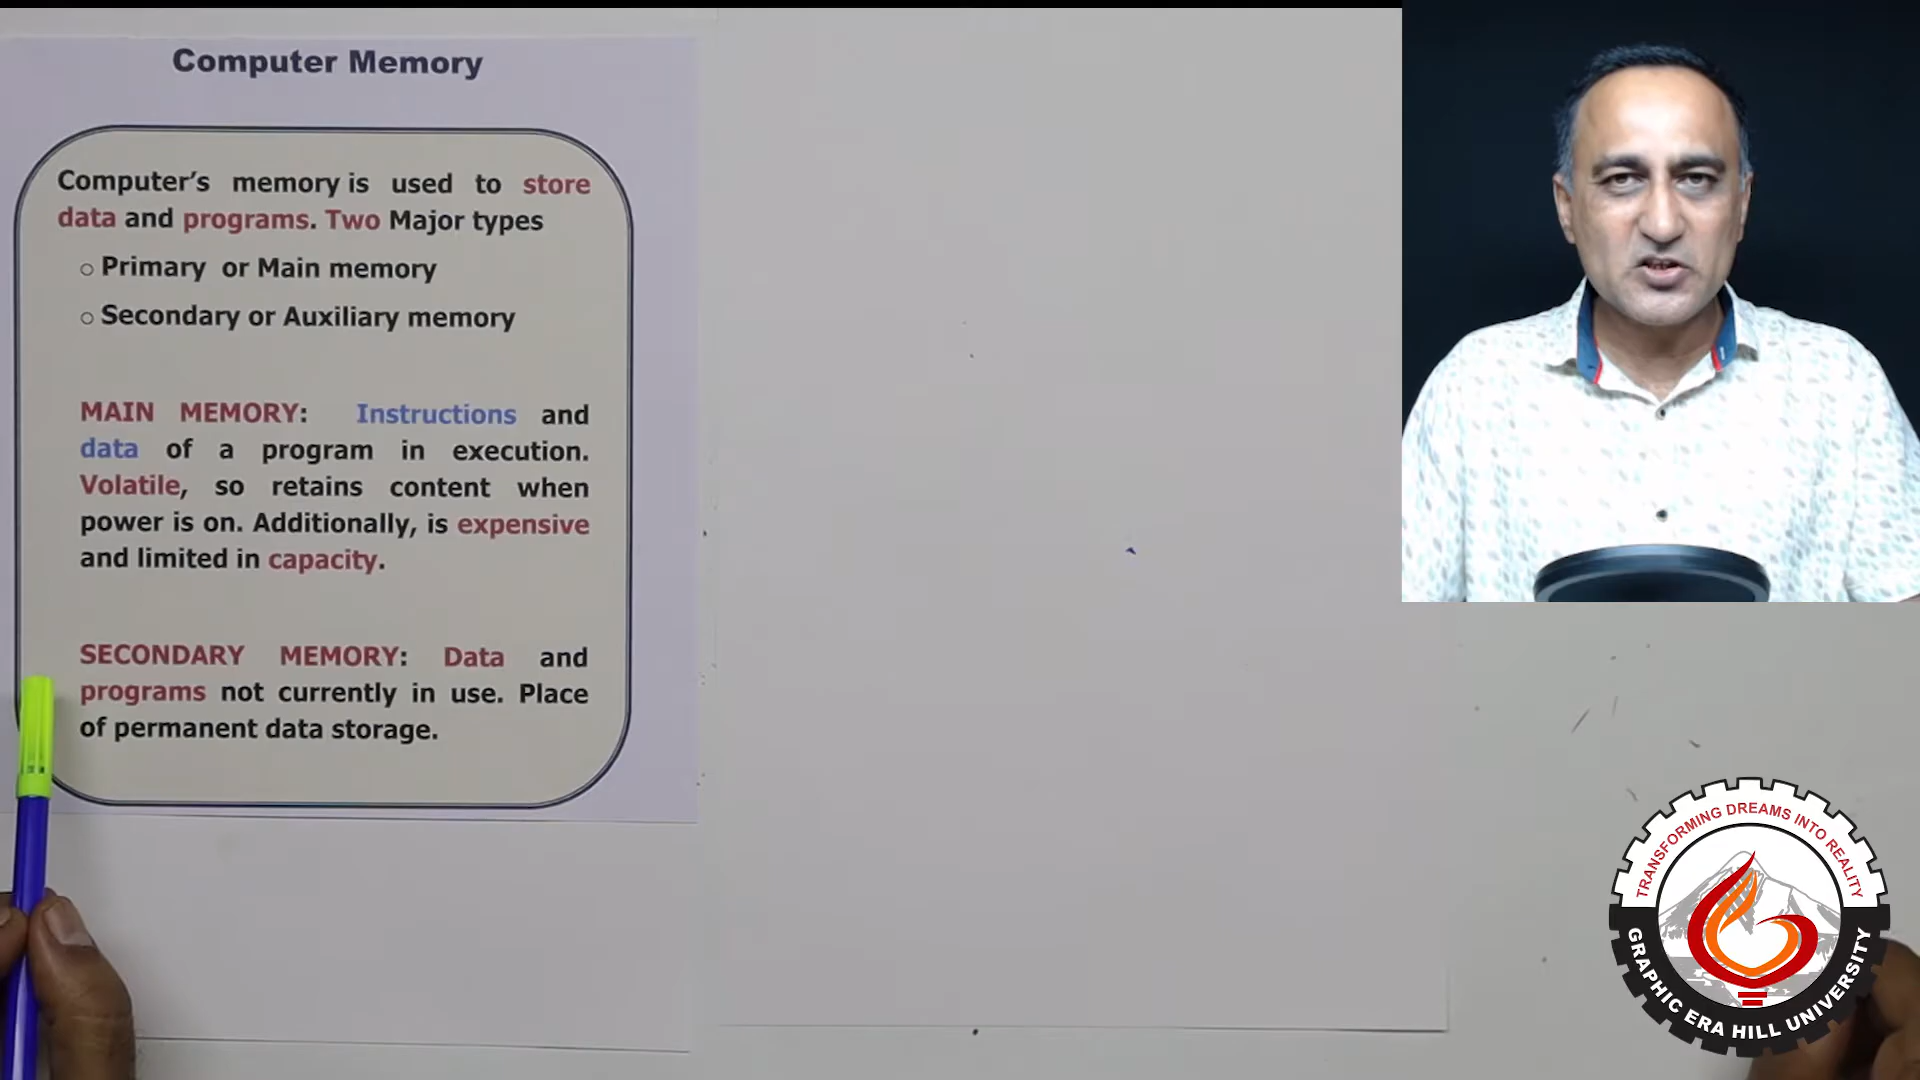 Computer Memory
Computer’s memory is used to store
data and programs. Two Major types
○ Primary or Main memory
○ Secondary or Auxiliary memory
MAIN MEMORY: Instructions and
data of a program in execution.
Volatile, so retains content when
power is on. Additionally, is expensive
and limited in capacity.
SECONDARY MEMORY: Data and
programs not currently in use. Place
of permanent data storage.
TRANSFORMING DREAMS INTO REALITY
GRAPHIC ERA HILL UNIVERSITY